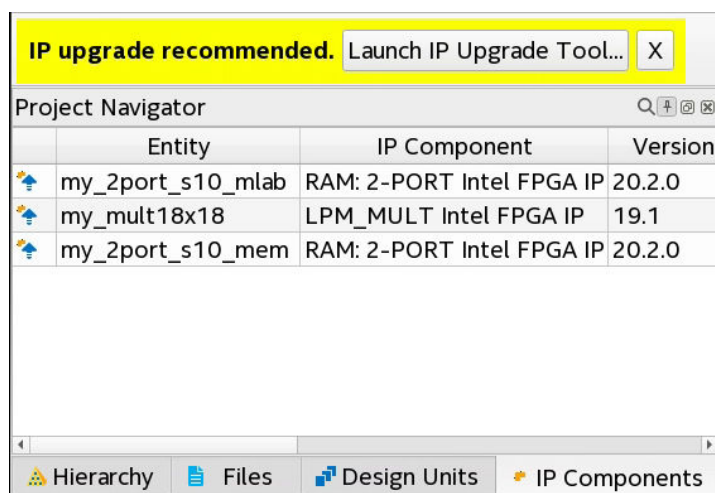 IP upgrade recommended. Launch IP Upgrade Tool... X
Project Navigator
Entity IP Component Version
my_2port_s10_mlab RAM: 2-PORT Intel FPGA IP 20.2.0
my_mult18x18 LPM_MULT Intel FPGA IP 19.1
my_2port_s10_mem RAM: 2-PORT Intel FPGA IP 20.2.0
Hierarchy Files Design Units IP Components